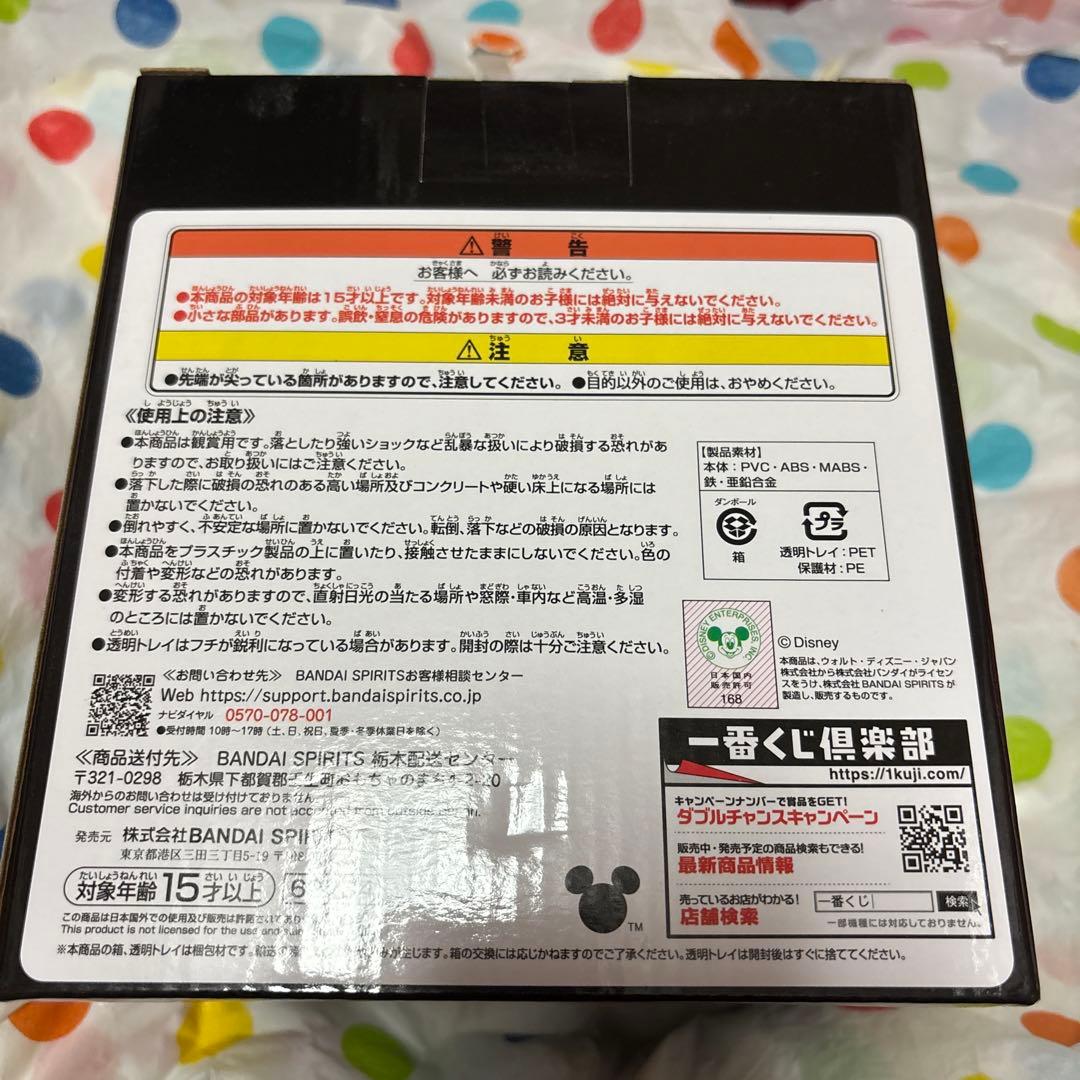 ⚠警告
お客様へ 必ずお読みください。
●本商品の対象年齢は15才以上です。対象年齢未満のお子様には絶対に与えないでください。
●小さな部品があります。誤飲・窒息の危険がありますので、3才未満のお子様には絶対に与えないでください。
⚠注意
●先端が尖っている箇所がありますので、注意してください。 ●目的以外のご使用は、おやめください。
《使用上の注意》
●本商品は観賞用です。落としたり強いショックなど乱暴な扱いにより破損する恐れがあ
りますので、お取り扱いにはご注意ください。
●落下した際に破損の恐れのある高い場所及びコンクリートや硬い床上になる場所には
置かないでください。
●倒れやすく、不安定な場所に置かないでください。転倒、落下などの破損の原因となります。
●本商品をプラスチック製品の上に置いたり、接触させたままにしないでください。色の
付着や変形などの恐れがあります。
●変形する恐れがありますので、直射日光の当たる場所や窓際・車内など高温・多湿
のところには置かないでください。
●透明トレイはフチが鋭利になっている場合があります。開封の際は十分ご注意ください。
【製品素材】
本体：PVC・ABS・MABS・
鉄・亜鉛合金
ダンボール
箱
プラ
透明トレイ：PET
保護材：PE
©DISNEY ENTERPRISES, INC
日本国内
販売許可
168
©Disney
本商品は、ウォルト・ディズニー・ジャパン
株式会社から株式会社バンダイがライセン
スをうけ、株式会社 BANDAI SPIRITS が
製造し、販売するものです。
《お問い合わせ先》 BANDAI SPIRITSお客様相談センター
Web https://support.bandaispirits.co.jp
ナビダイヤル 0570-078-001
●受付時間 10時〜17時（土、日、祝日、夏季・冬季休業日を除く）
《商品送付先》 BANDAI SPIRITS 栃木配送センター
〒321-0298 栃木県下都賀郡壬生町おもちゃのまち
海外からのお問い合わせは受け付けておりません
Customer service inquiries are not
発売元 株式会社BANDAI SPIRITS
東京都港区三田三丁目5-19 〒
対象年齢15才以上
TM
この商品は日本国外での使用及び販売は許諾されており
This product is not licensed for the use and
※本商品の箱、透明トレイは梱包材です。 が生じます。箱の交換には応じかねますのでご了承ください。透明トレイは開封後はすぐに捨ててください。
一番くじ倶楽部
https://1kuji.com/
キャンペーンナンバーで賞品をGET!
ダブルチャンスキャンペーン
販売中・発売予定の商品検索もできる!
最新商品情報
売っているお店がわかる!
店舗検索
一番くじ 検索
一部機種には対応しておりません。